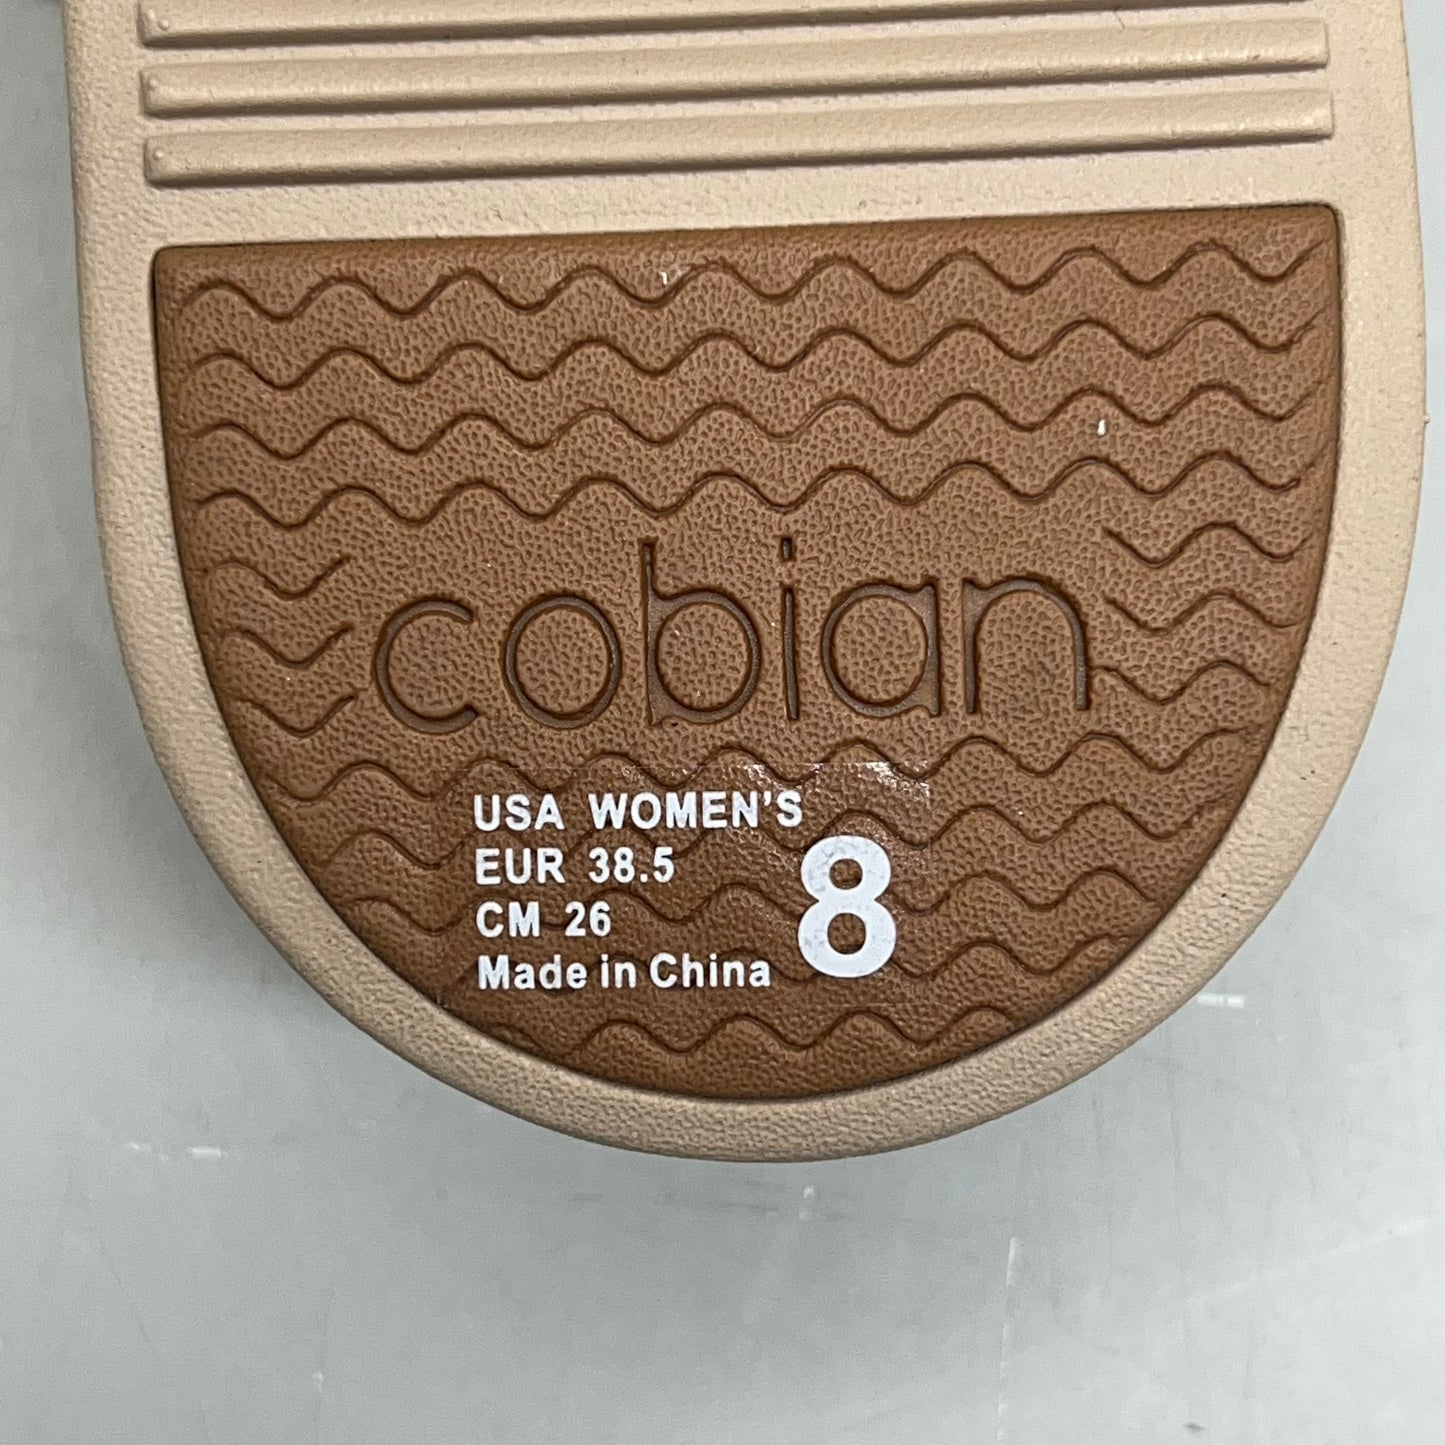 cobian
USA WOMEN'S
EUR 38.5
CM 26
Made in China
8